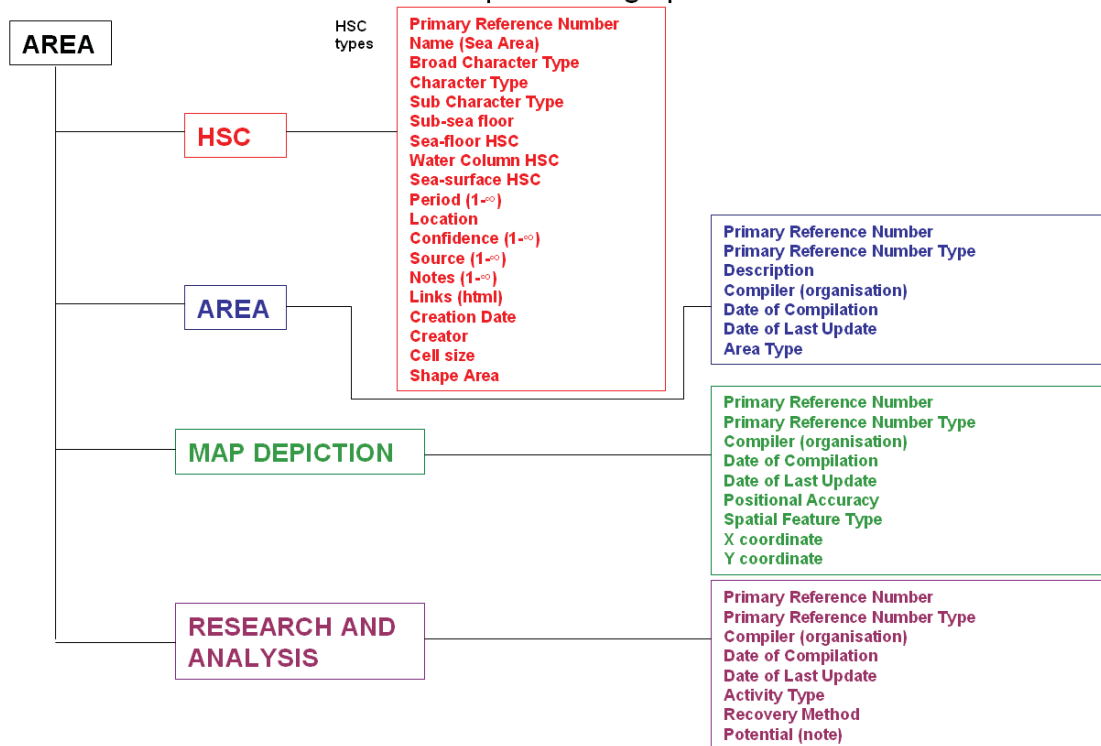 AREA
HSC
types
HSC
Primary Reference Number
Name (Sea Area)
Broad Character Type
Character Type
Sub Character Type
Sub-sea floor
Sea-floor HSC
Water Column HSC
Sea-surface HSC
Period (1-∞)
Location
Confidence (1-∞)
Source (1-∞)
Notes (1-∞)
Links (html)
Creation Date
Creator
Cell size
Shape Area
AREA
Primary Reference Number
Primary Reference Number Type
Description
Compiler (organisation)
Date of Compilation
Date of Last Update
Area Type
MAP DEPICTION
Primary Reference Number
Primary Reference Number Type
Compiler (organisation)
Date of Compilation
Date of Last Update
Positional Accuracy
Spatial Feature Type
X coordinate
Y coordinate
RESEARCH AND
ANALYSIS
Primary Reference Number
Primary Reference Number Type
Compiler (organisation)
Date of Compilation
Date of Last Update
Activity Type
Recovery Method
Potential (note)